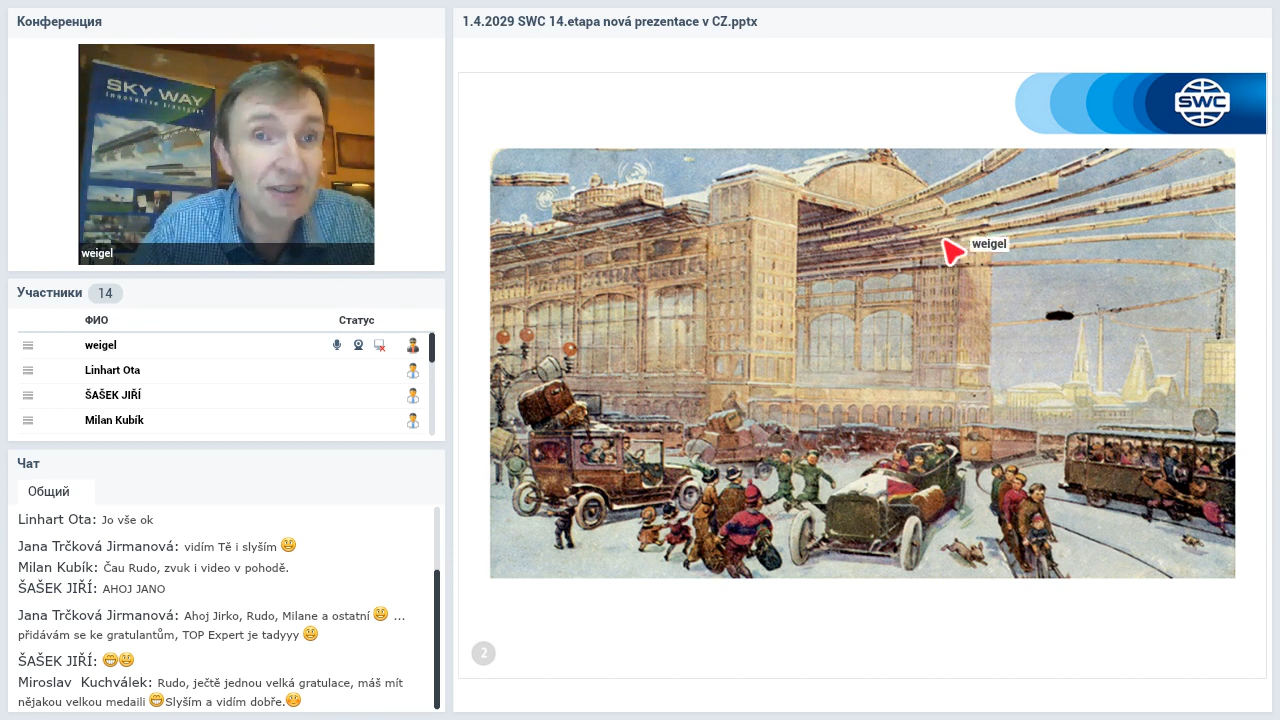 Конференция
SKY WAY
innovative transport
weigel
Участники 14
ФИО Статус
weigel
Linhart Ota
ŠAŠEK JIŘÍ
Milan Kubík
Чат
Общий
Linhart Ota: Jo vše ok
Jana Trčková Jirmanová: vidím Tě i slyším
Milan Kubík: Čau Rudo, zvuk i video v pohodě.
ŠAŠEK JIŘÍ: AHOJ JANO
Jana Trčková Jirmanová: Ahoj Jirko, Rudo, Milane a ostatní ...
přidávám se ke gratulantům, TOP Expert je tadyyy
ŠAŠEK JIŘÍ:
Miroslav Kuchválek: Rudo, ječtě jednou velká gratulace, máš mít
nějakou velkou medaili Slyším a vidím dobře.
1.4.2029 SWC 14.etapa nová prezentace v CZ.pptx
SWC
weigel
2